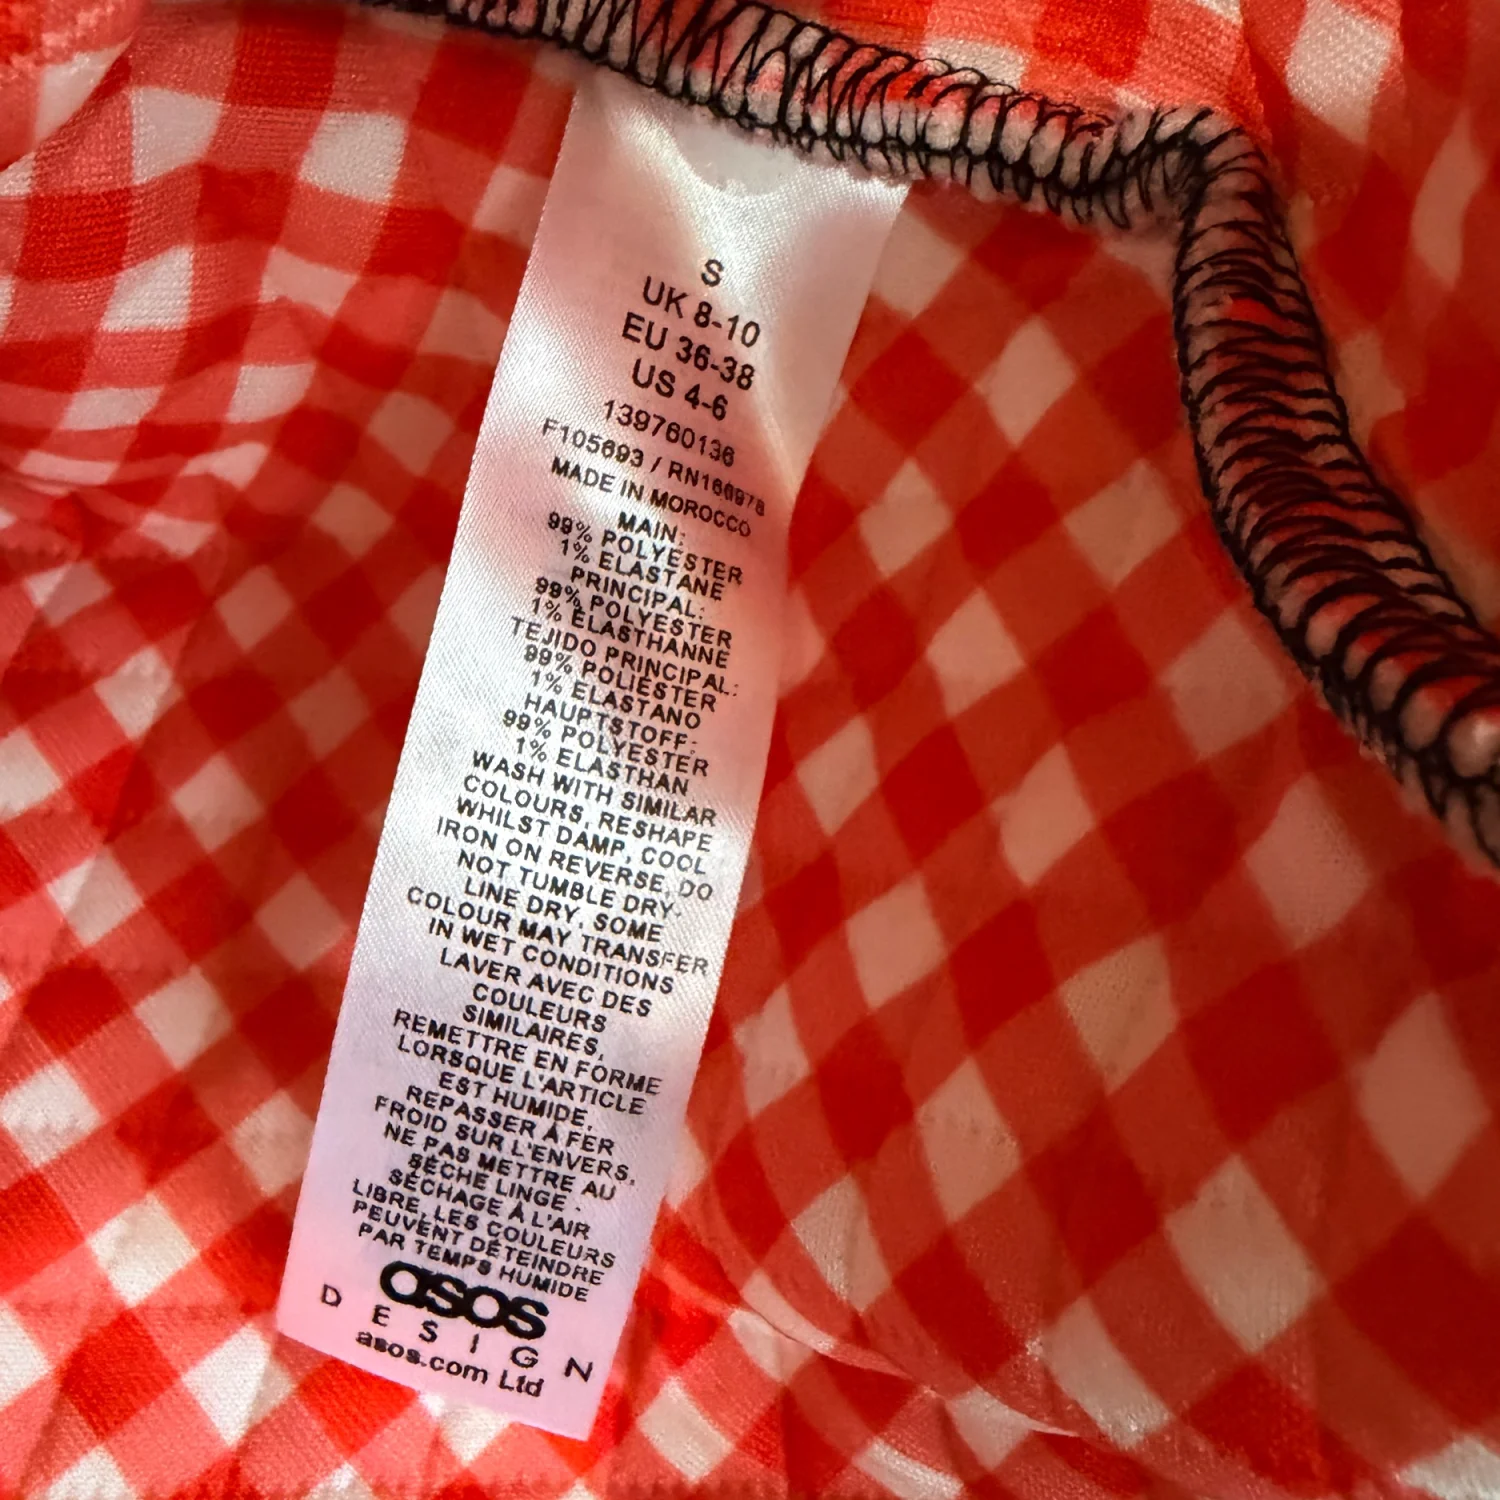 S
UK 8-10
EU 36-38
US 4-6
139760136
F105693 / RN160978
MADE IN MOROCCO
MAIN:
99% POLYESTER
1% ELASTANE
PRINCIPAL:
99% POLYESTER
1% ÉLASTHANNE
TEJIDO PRINCIPAL:
99% POLIÉSTER
1% ELASTANO
HAUPTSTOFF:
99% POLYESTER
1% ELASTHAN
WASH WITH SIMILAR
COLOURS, RESHAPE
WHILST DAMP, COOL
IRON ON REVERSE, DO
NOT TUMBLE DRY.
LINE DRY, SOME
COLOUR MAY TRANSFER
IN WET CONDITIONS
LAVER AVEC DES
COULEURS
SIMILAIRES,
REMETTRE EN FORME
LORSQUE L'ARTICLE
EST HUMIDE,
REPASSER À FER
FROID SUR L'ENVERS,
NE PAS METTRE AU
SÈCHE LINGE .
SÉCHAGE À L'AIR
LIBRE, LES COULEURS
PEUVENT DÉTEINDRE
PAR TEMPS HUMIDE
asos
DESIGN
asos.com Ltd